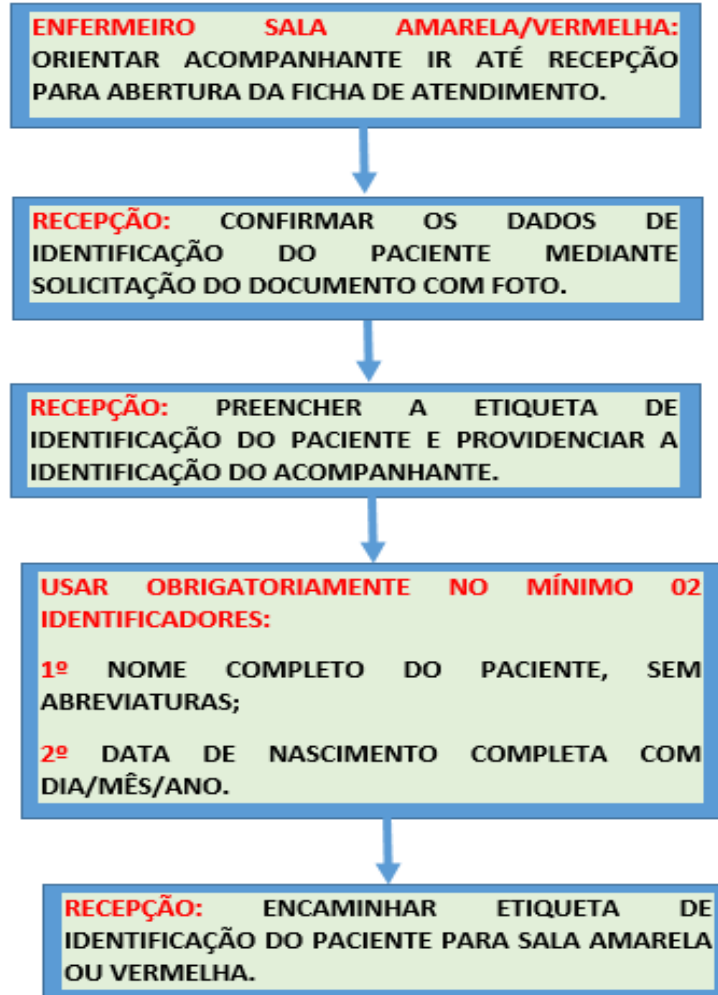 ENFERMEIRO SALA AMARELA/VERMELHA:
ORIENTAR ACOMPANHANTE IR ATÉ RECEPÇÃO
PARA ABERTURA DA FICHA DE ATENDIMENTO.
RECEPÇÃO: CONFIRMAR OS DADOS DE
IDENTIFICAÇÃO DO PACIENTE MEDIANTE
SOLICITAÇÃO DO DOCUMENTO COM FOTO.
RECEPÇÃO: PREENCHER A ETIQUETA DE
IDENTIFICAÇÃO DO PACIENTE E PROVIDENCIAR A
IDENTIFICAÇÃO DO ACOMPANHANTE.
USAR OBRIGATORIAMENTE NO MÍNIMO 02
IDENTIFICADORES:
1º NOME COMPLETO DO PACIENTE, SEM
ABREVIATURAS;
2º DATA DE NASCIMENTO COMPLETA COM
DIA/MÊS/ANO.
RECEPÇÃO: ENCAMINHAR ETIQUETA DE
IDENTIFICAÇÃO DO PACIENTE PARA SALA AMARELA
OU VERMELHA.